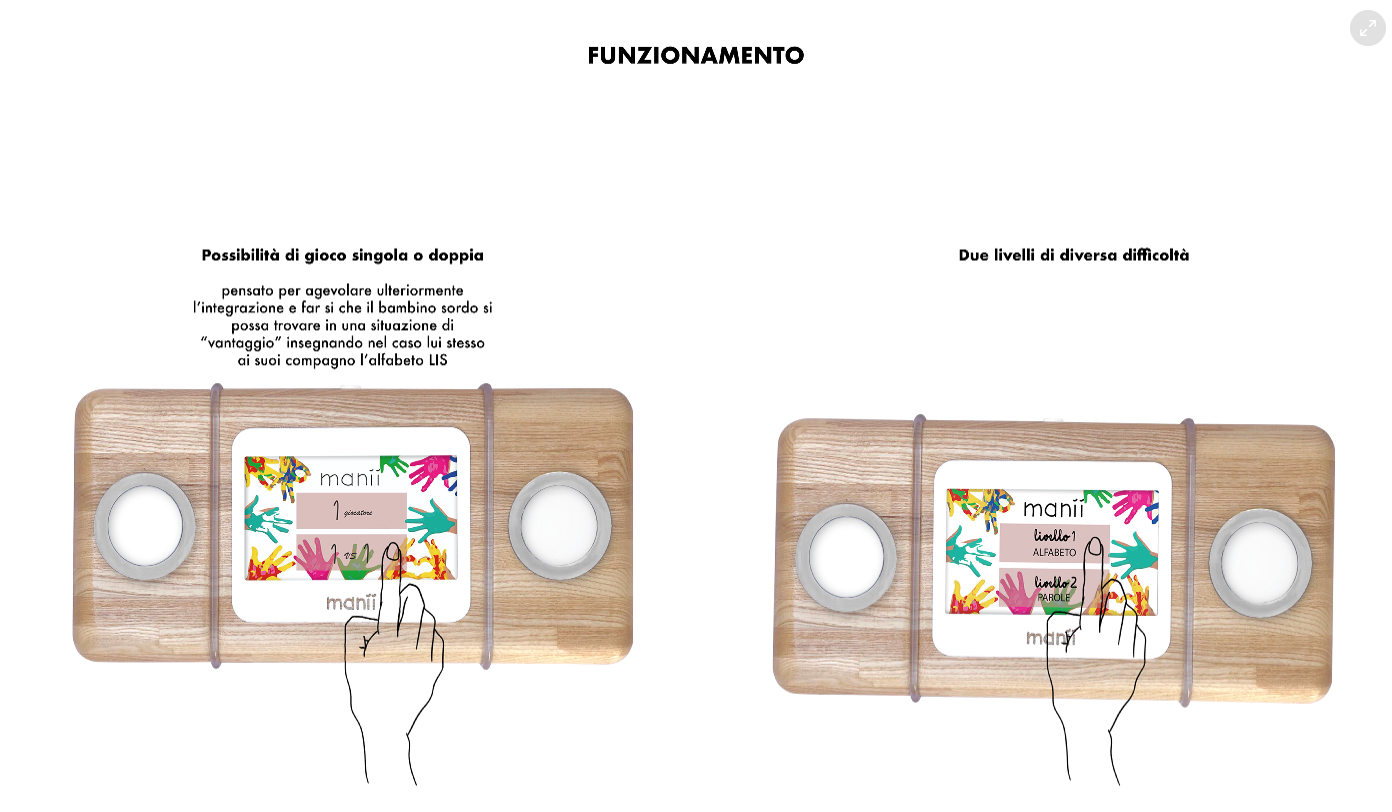 FUNZIONAMENTO
Possibilità di gioco singola o doppia
pensato per agevolare ulteriormente
l'integrazione e far si che il bambino sordo si
possa trovare in una situazione di
“vantaggio” insegnando nel caso lui stesso
ai suoi compagno l'alfabeto LIS
manii
1 giocatore
1 vs 1
manii
Due livelli di diversa difficoltà
manii
livello 1
ALFABETO
livello 2
PAROLE
manii